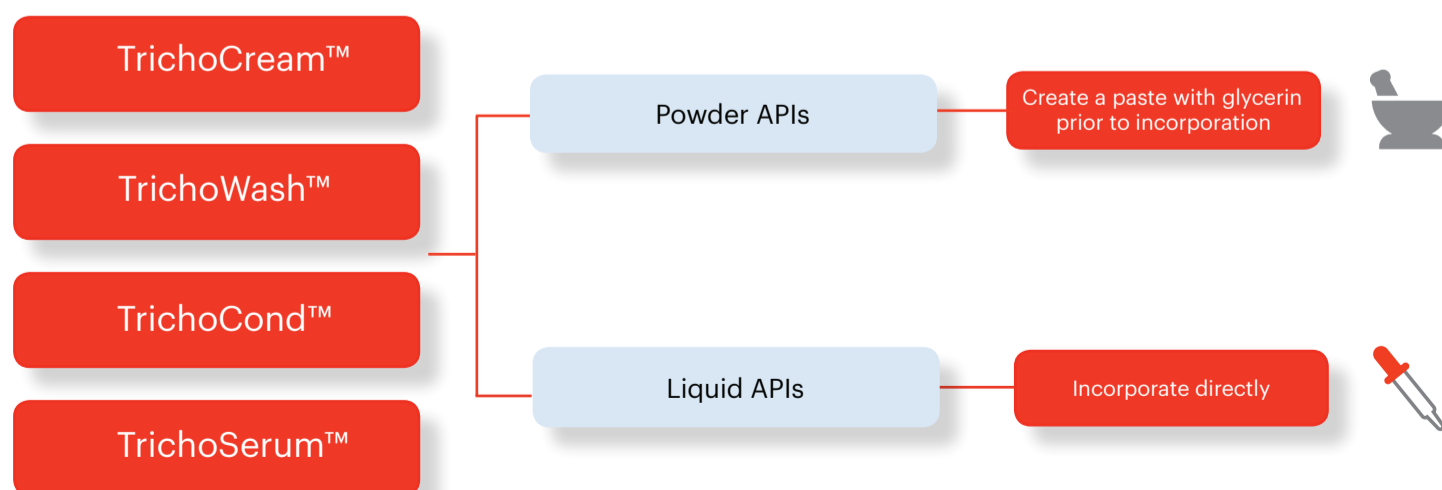 TrichoCream™
TrichoWash™
TrichoCond™
TrichoSerum™
Powder APIs
Create a paste with glycerin
prior to incorporation
Liquid APIs
Incorporate directly